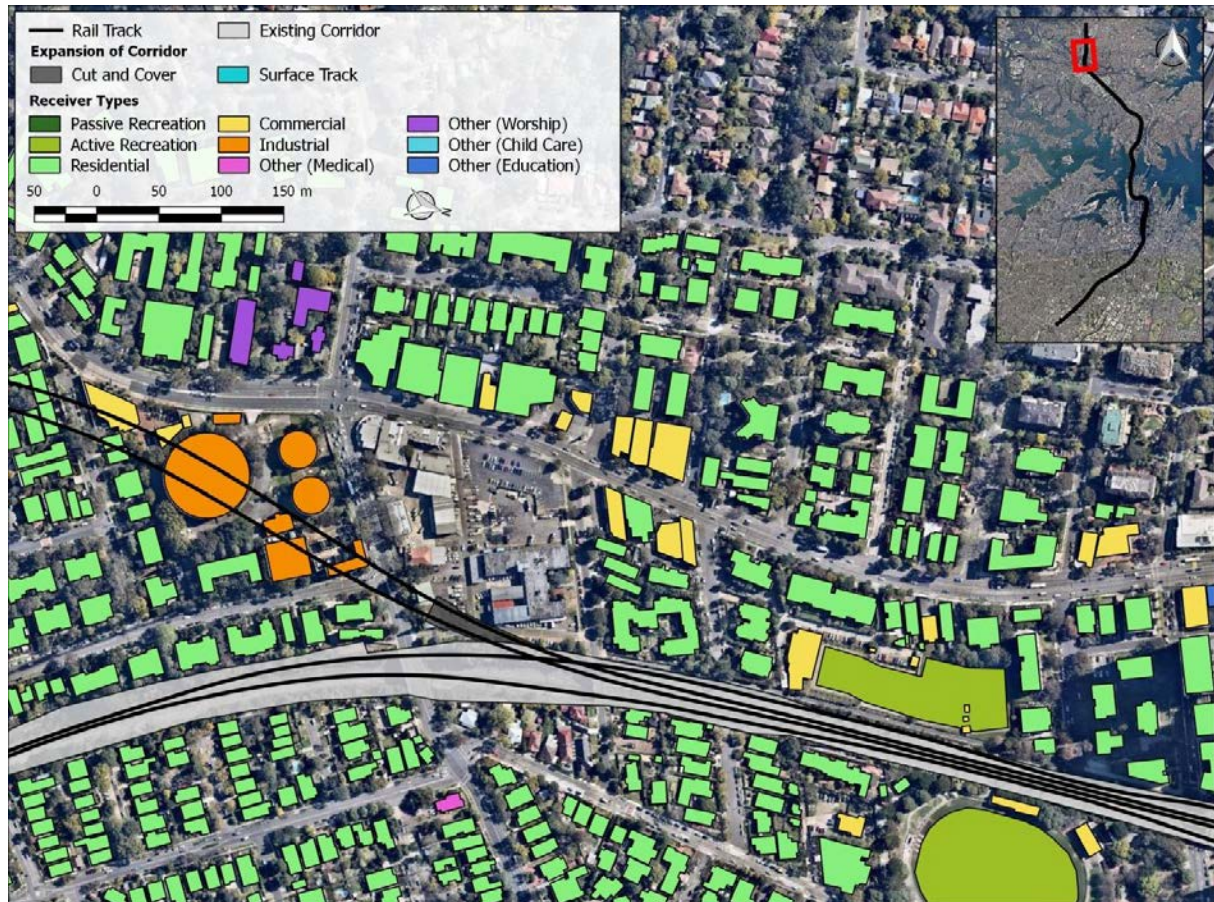 Rail Track Existing Corridor
Expansion of Corridor
Cut and Cover Surface Track
Receiver Types
Passive Recreation Commercial Other (Worship)
Active Recreation Industrial Other (Child Care)
Residential Other (Medical) Other (Education)
50 0 50 100 150 m
N